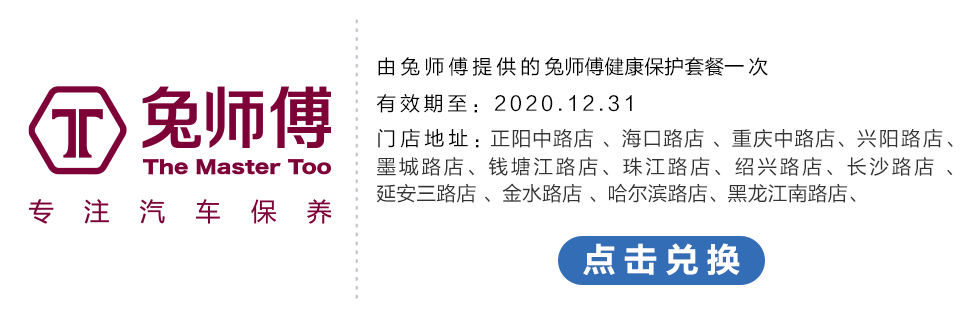 兔师傅
The Master Too
专注汽车保养
由兔师傅提供的兔师傅健康保护套餐一次
有效期至：2020.12.31
门店地址：正阳中路店、海口路店、重庆中路店、兴阳路店、
墨城路店、钱塘江路店、珠江路店、绍兴路店、长沙路店、
延安三路店、金水路店、哈尔滨路店、黑龙江南路店、
点击兑换